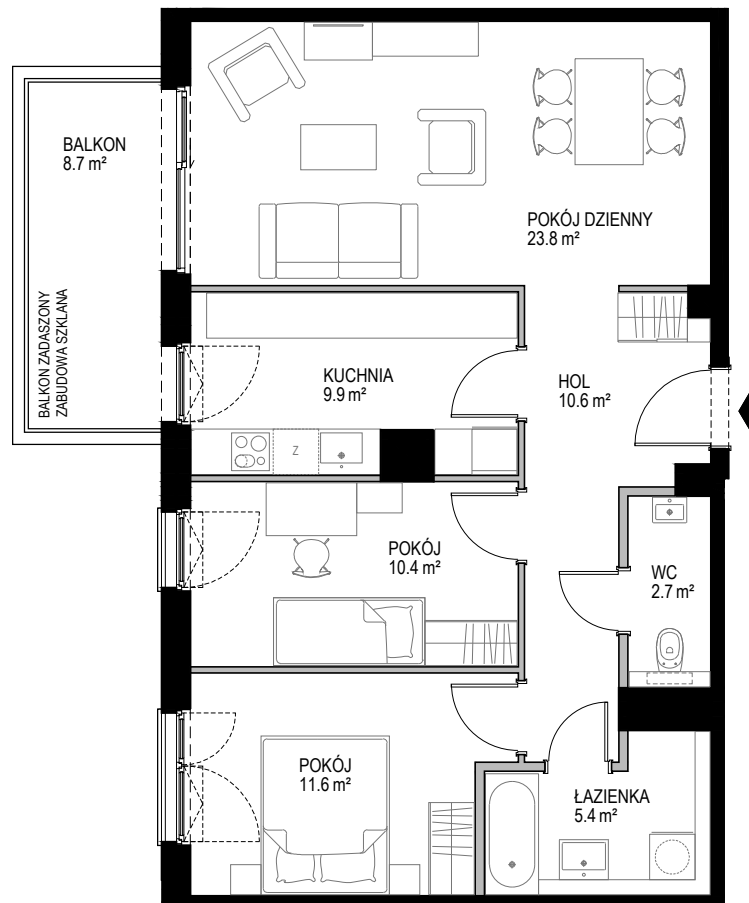 BALKON
8.7 m²
POKÓJ DZIENNY
23.8 m²
BALKON ZADASZONY
ZABUDOWA SZKLANA
KUCHNIA
9.9 m²
HOL
10.6 m²
Z
POKÓJ
10.4 m²
WC
2.7 m²
POKÓJ
11.6 m²
ŁAZIENKA
5.4 m²